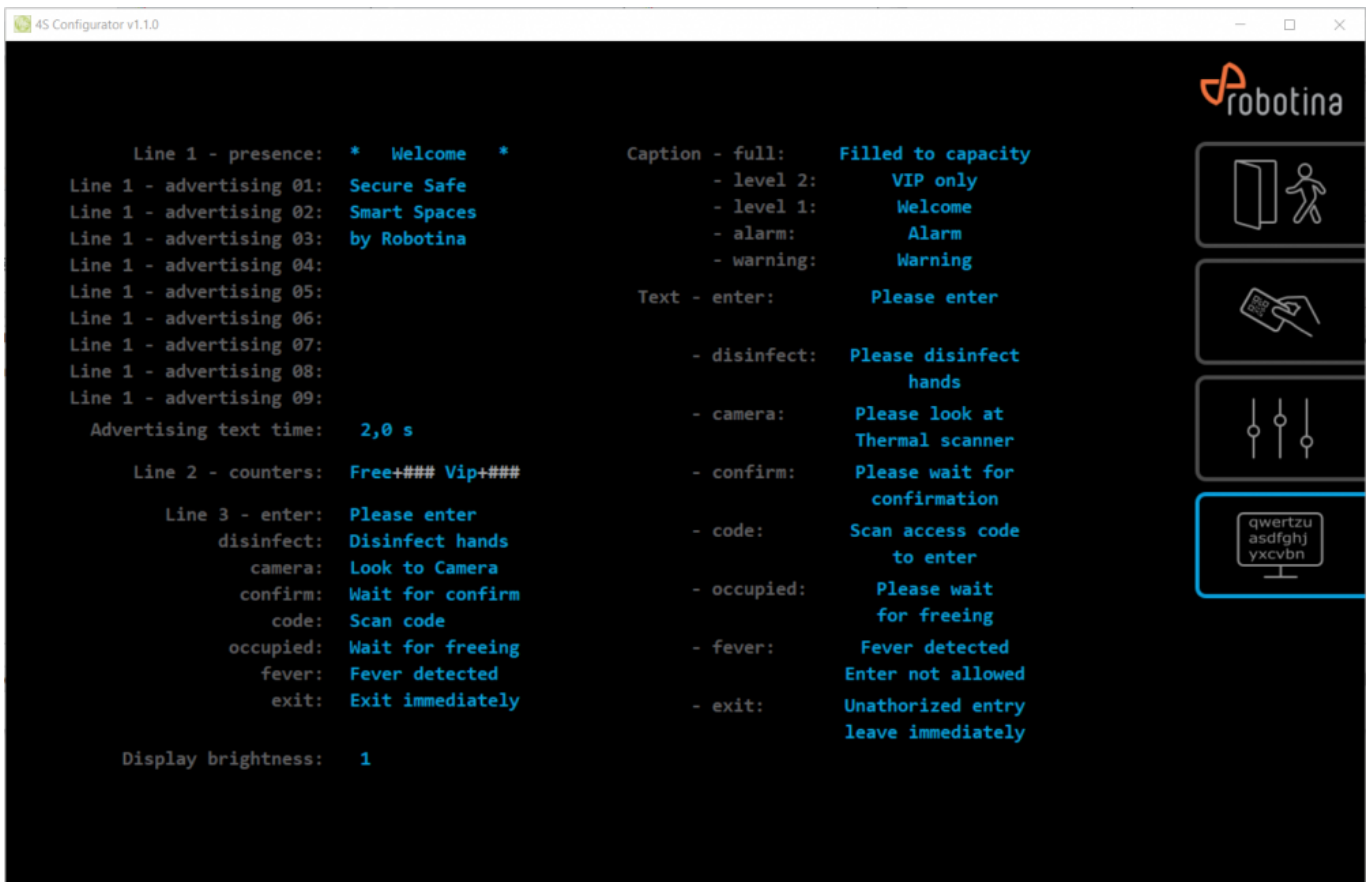 4S Configurator v1.1.0
robotina
Line 1 - presence: * Welcome *
Line 1 - advertising 01: Secure Safe
Line 1 - advertising 02: Smart Spaces
Line 1 - advertising 03: by Robotina
Line 1 - advertising 04:
Line 1 - advertising 05:
Line 1 - advertising 06:
Line 1 - advertising 07:
Line 1 - advertising 08:
Line 1 - advertising 09:
Advertising text time: 2,0 s
Line 2 - counters: Free+### Vip+###
Line 3 - enter: Please enter
disinfect: Disinfect hands
camera: Look to Camera
confirm: Wait for confirm
code: Scan code
occupied: Wait for freeing
fever: Fever detected
exit: Exit immediately
Display brightness: 1
Caption - full: Filled to capacity
- level 2: VIP only
- level 1: Welcome
- alarm: Alarm
- warning: Warning
Text - enter: Please enter
- disinfect: Please disinfect
hands
- camera: Please look at
Thermal scanner
- confirm: Please wait for
confirmation
- code: Scan access code
to enter
- occupied: Please wait
for freeing
- fever: Fever detected
Enter not allowed
- exit: Unathorized entry
leave immediately
qwertzu
asdfghj
yxcvbn